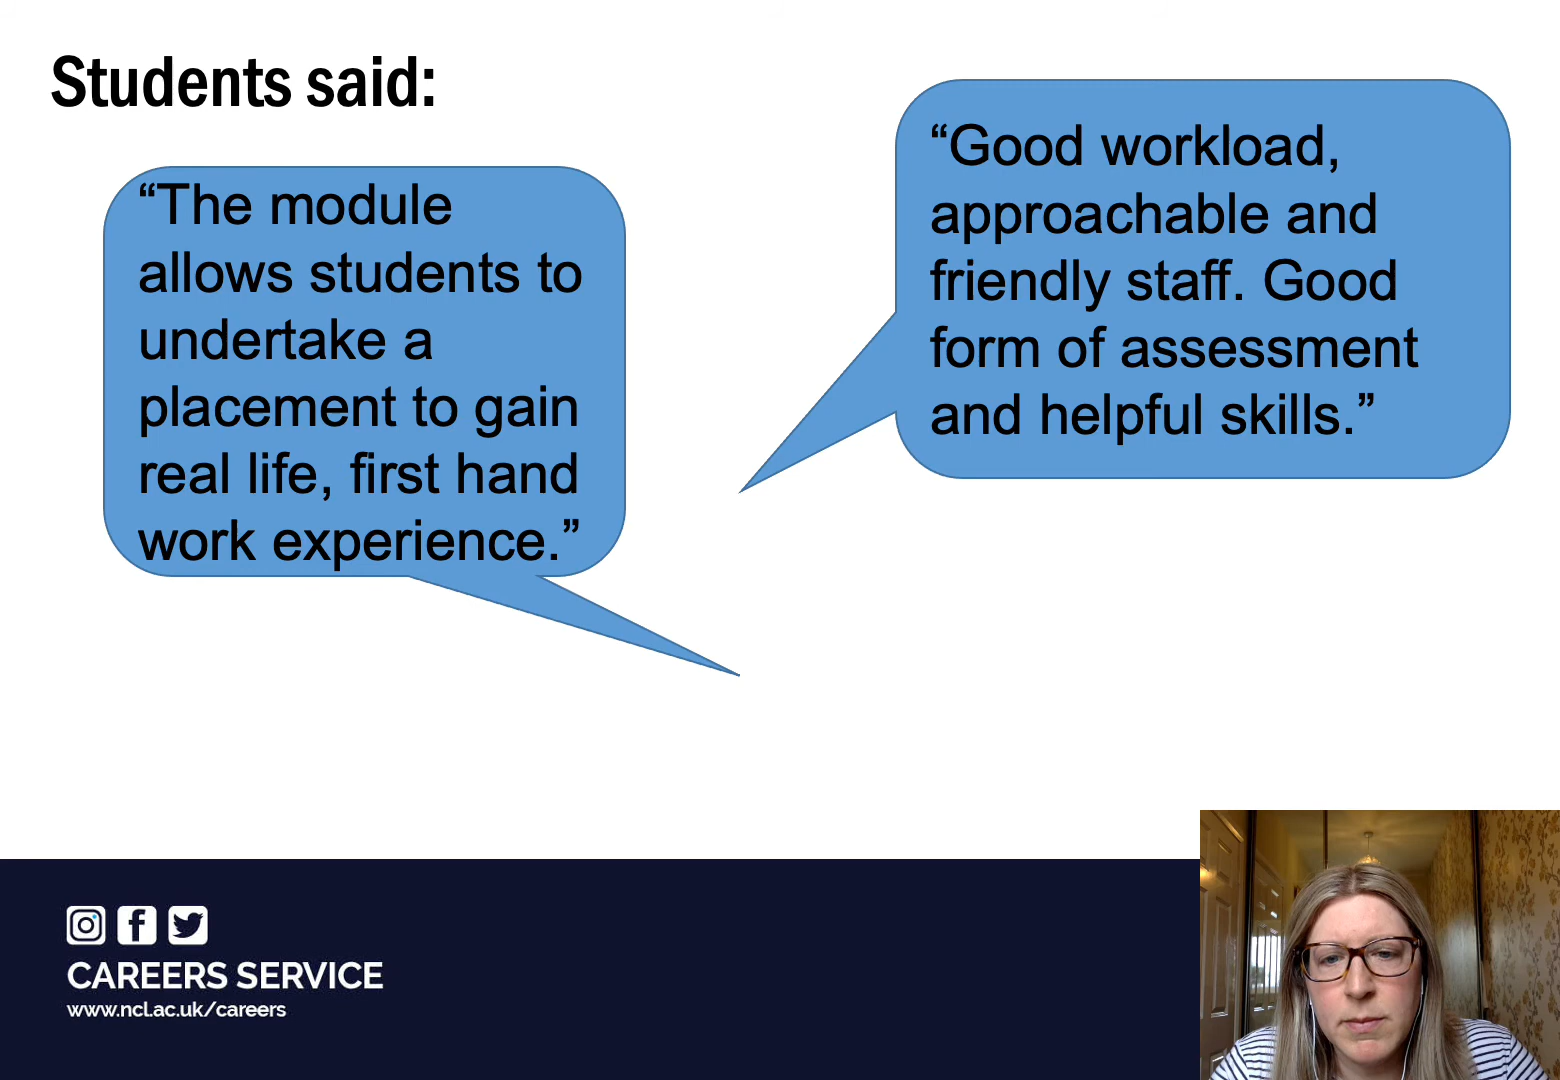 Students said:
“The module
allows students to
undertake a
placement to gain
real life, first hand
work experience.”
“Good workload,
approachable and
friendly staff. Good
form of assessment
and helpful skills.”
CAREERS SERVICE
www.ncl.ac.uk/careers